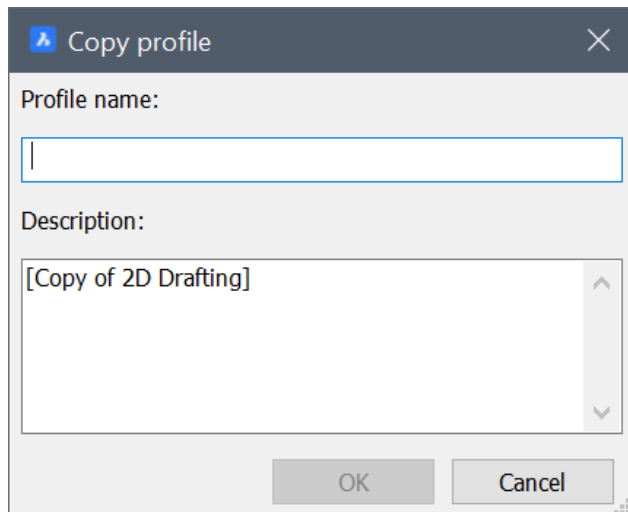 Copy profile
Profile name:
Description:
[Copy of 2D Drafting]
OK Cancel